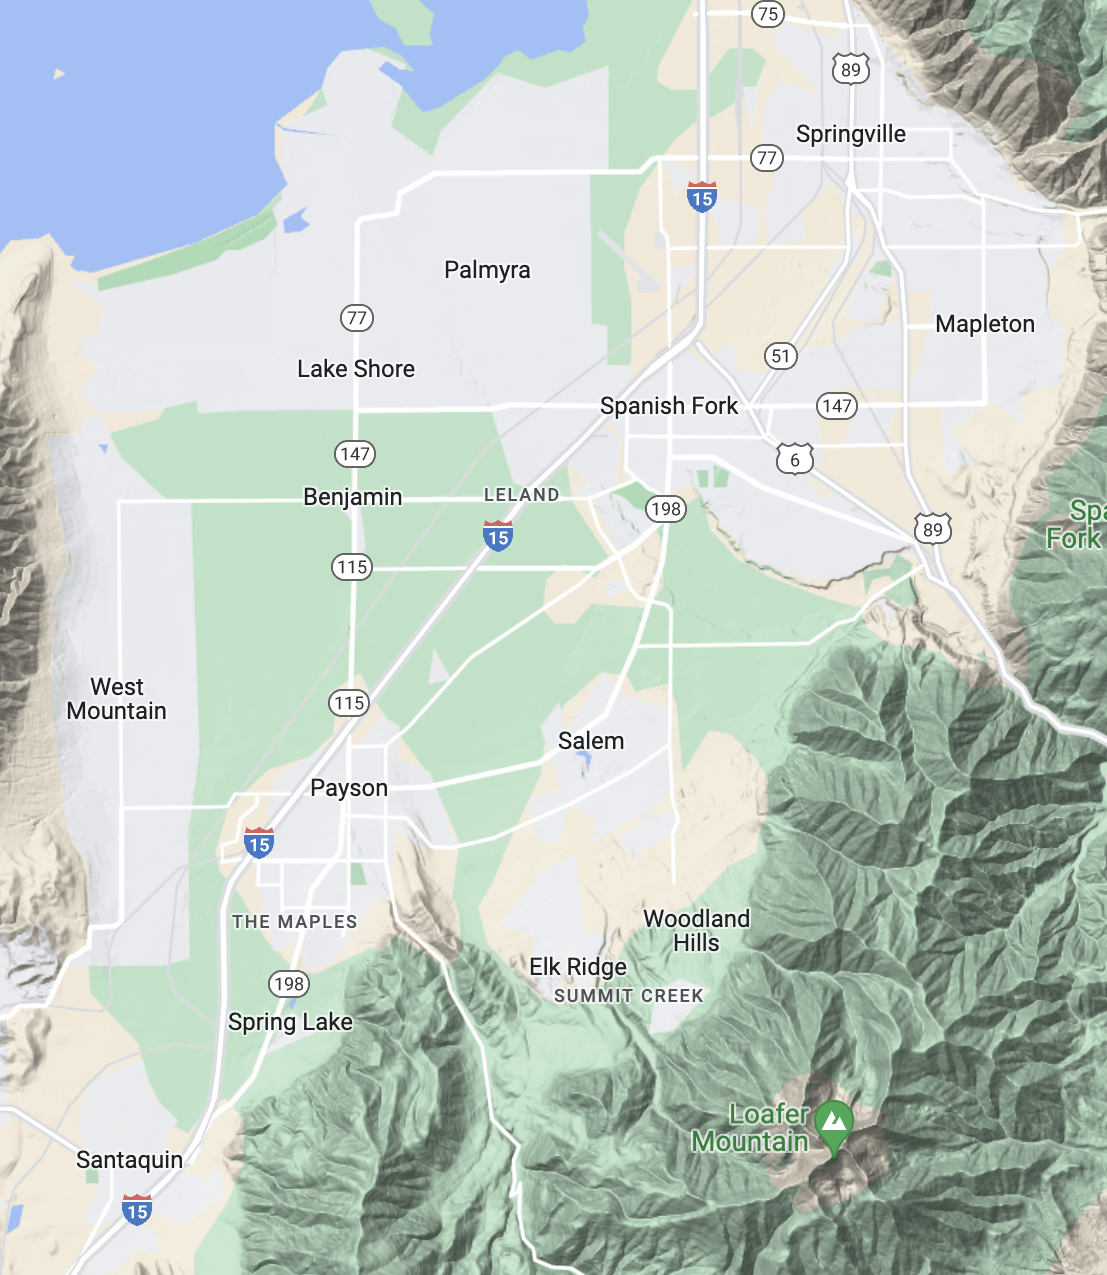 75
89
Springville
77
15
Palmyra
77
Mapleton
51
Lake Shore
Spanish Fork
147
147
6
Benjamin
LELAND
198
Spa
Fork
89
15
115
West
Mountain
115
Salem
Payson
15
THE MAPLES
Woodland
Hills
Elk Ridge
SUMMIT CREEK
198
Spring Lake
Loafer
Mountain
Santaquin
15